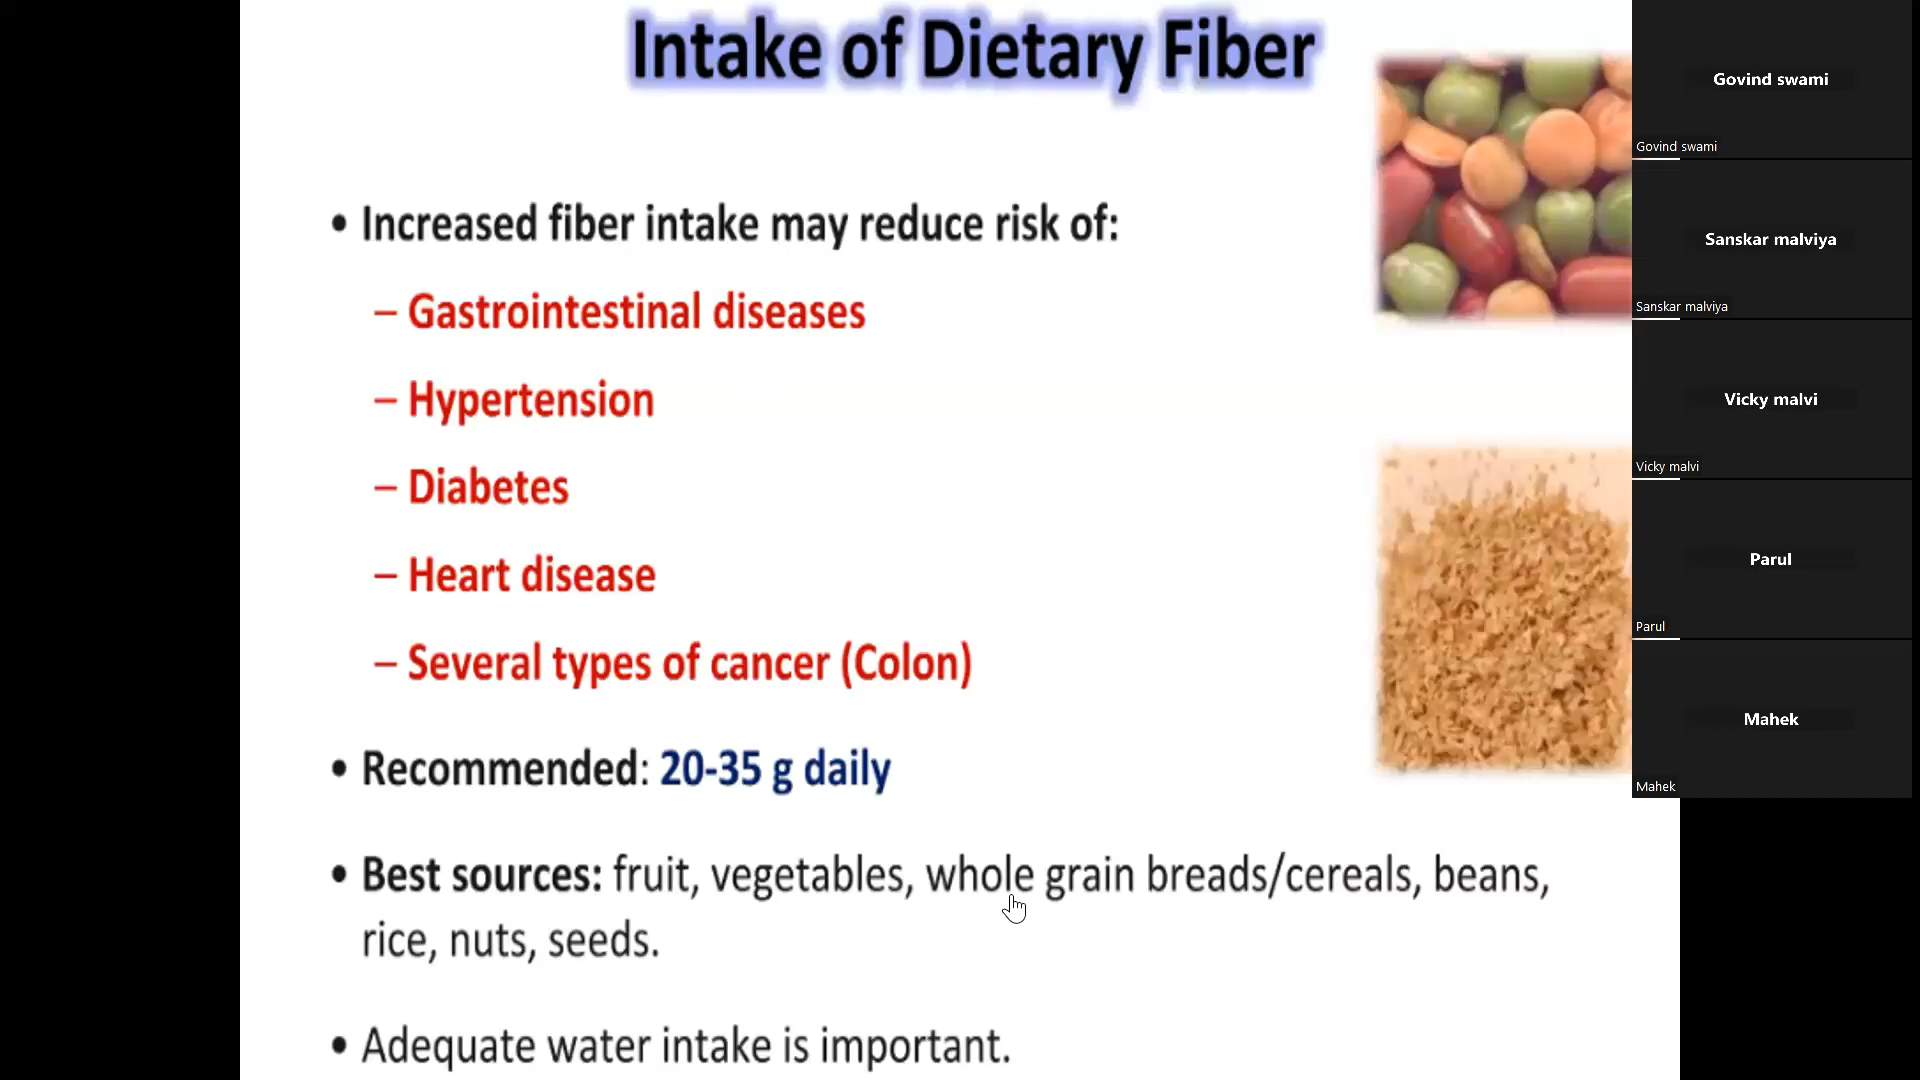 Intake of Dietary Fiber
• Increased fiber intake may reduce risk of:
– Gastrointestinal diseases
– Hypertension
– Diabetes
– Heart disease
– Several types of cancer (Colon)
• Recommended: 20-35 g daily
• Best sources: fruit, vegetables, whole grain breads/cereals, beans,
rice, nuts, seeds.
• Adequate water intake is important.
Govind swami
Govind swami
Sanskar malviya
Sanskar malviya
Vicky malvi
Vicky malvi
Parul
Parul
Mahek
Mahek